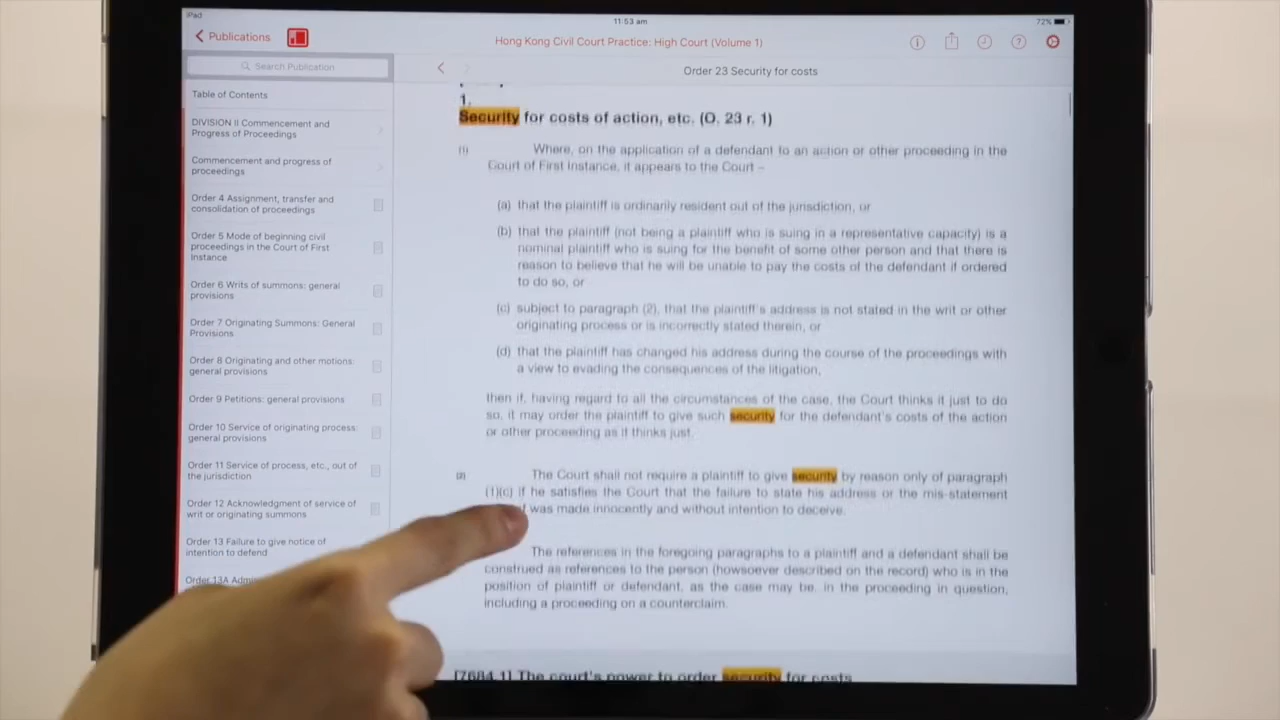 iPad
11:53 am
72%
Publications
Hong Kong Civil Court Practice: High Court (Volume 1)
Search Publication
Order 23 Security for costs
Table of Contents
DIVISION II Commencement and
Progress of Proceedings
Commencement and progress of
proceedings
Order 4 Assignment, transfer and
consolidation of proceedings
Order 5 Mode of beginning civil
proceedings in the Court of First
Instance
Order 6 Writs of summons: general
provisions
Order 7 Originating Summons: General
Provisions
Order 8 Originating and other motions:
general provisions
Order 9 Petitions: general provisions
Order 10 Service of originating process:
general provisions
Order 11 Service of process, etc., out of
the jurisdiction
Order 12 Acknowledgment of service of
writ or originating summons
Order 13 Failure to give notice of
intention to defend
Order 13A
1.
Security for costs of action, etc. (O. 23 r. 1)
(1) Where, on the application of a defendant to an action or other proceeding in the
Court of First Instance, it appears to the Court –
(a) that the plaintiff is ordinarily resident out of the jurisdiction, or
(b) that the plaintiff (not being a plaintiff who is suing in a representative capacity) is a
nominal plaintiff who is suing for the benefit of some other person and that there is
reason to believe that he will be unable to pay the costs of the defendant if ordered
to do so, or
(c) subject to paragraph (2), that the plaintiff's address is not stated in the writ or other
originating process or is incorrectly stated therein, or
(d) that the plaintiff has changed his address during the course of the proceedings with
a view to evading the consequences of the litigation,
then if, having regard to all the circumstances of the case, the Court thinks it just to do
so, it may order the plaintiff to give such security for the defendant's costs of the action
or other proceeding as it thinks just.
(2) The Court shall not require a plaintiff to give security by reason only of paragraph
(1)(c) if he satisfies the Court that the failure to state his address or the mis-statement
was made innocently and without intention to deceive.
The references in the foregoing paragraphs to a plaintiff and a defendant shall be
construed as references to the person (howsoever described on the record) who is in the
position of plaintiff or defendant, as the case may be, in the proceeding in question,
including a proceeding on a counterclaim.
[7684.1] The court's power to order security for costs